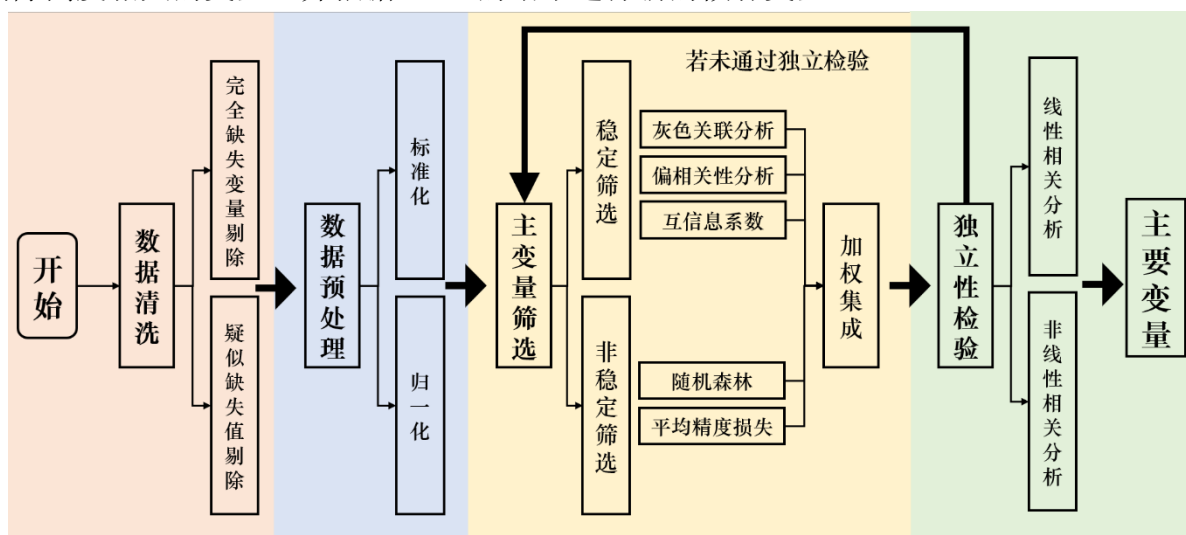 开始
数据清洗
完全缺失变量剔除
疑似缺失值剔除
数据预处理
标准化
归一化
主变量筛选
稳定筛选
非稳定筛选
若未通过独立检验
灰色关联分析
偏相关性分析
互信息系数
随机森林
平均精度损失
加权集成
独立性检验
线性相关分析
非线性相关分析
主要变量